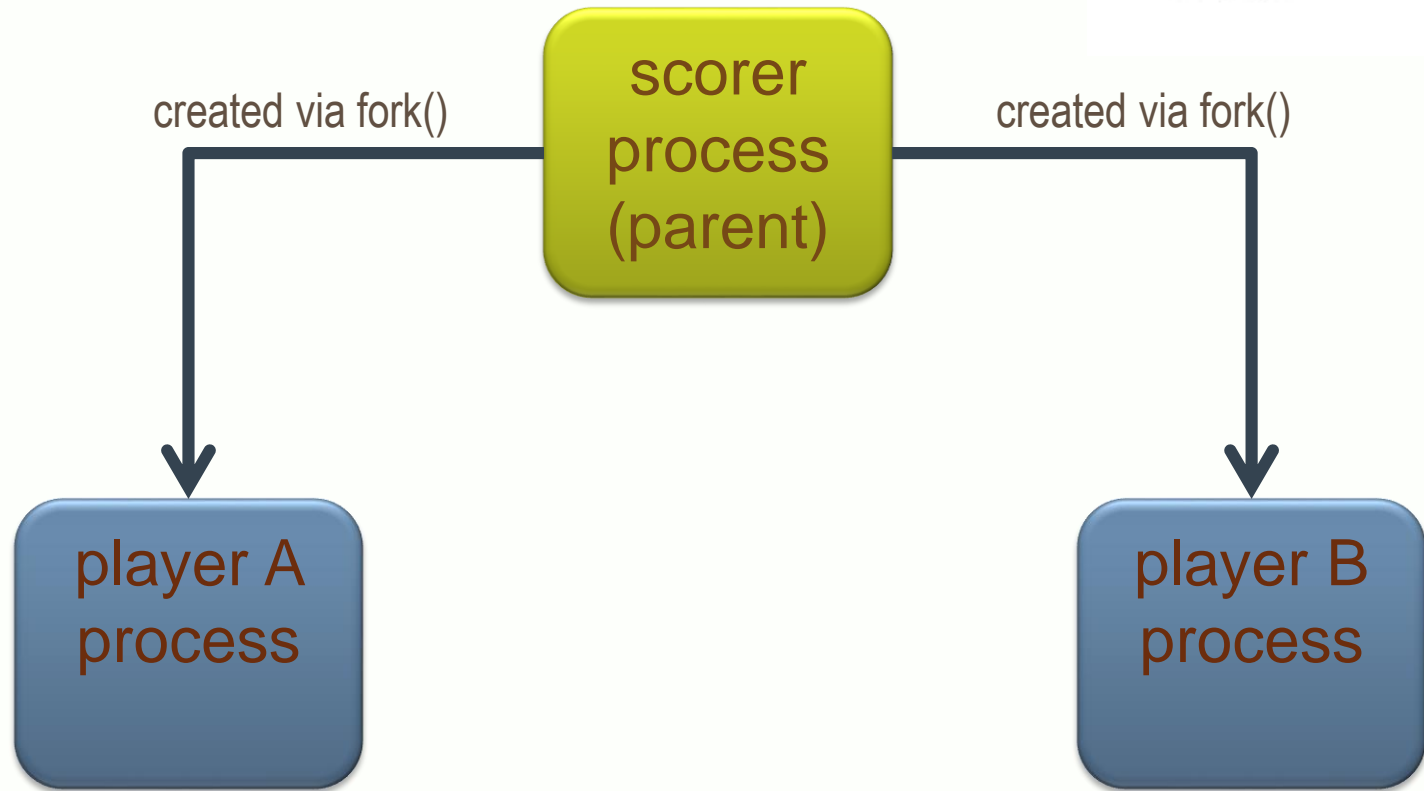 scorer
process
(parent)
created via fork()
created via fork()
player A
process
player B
process